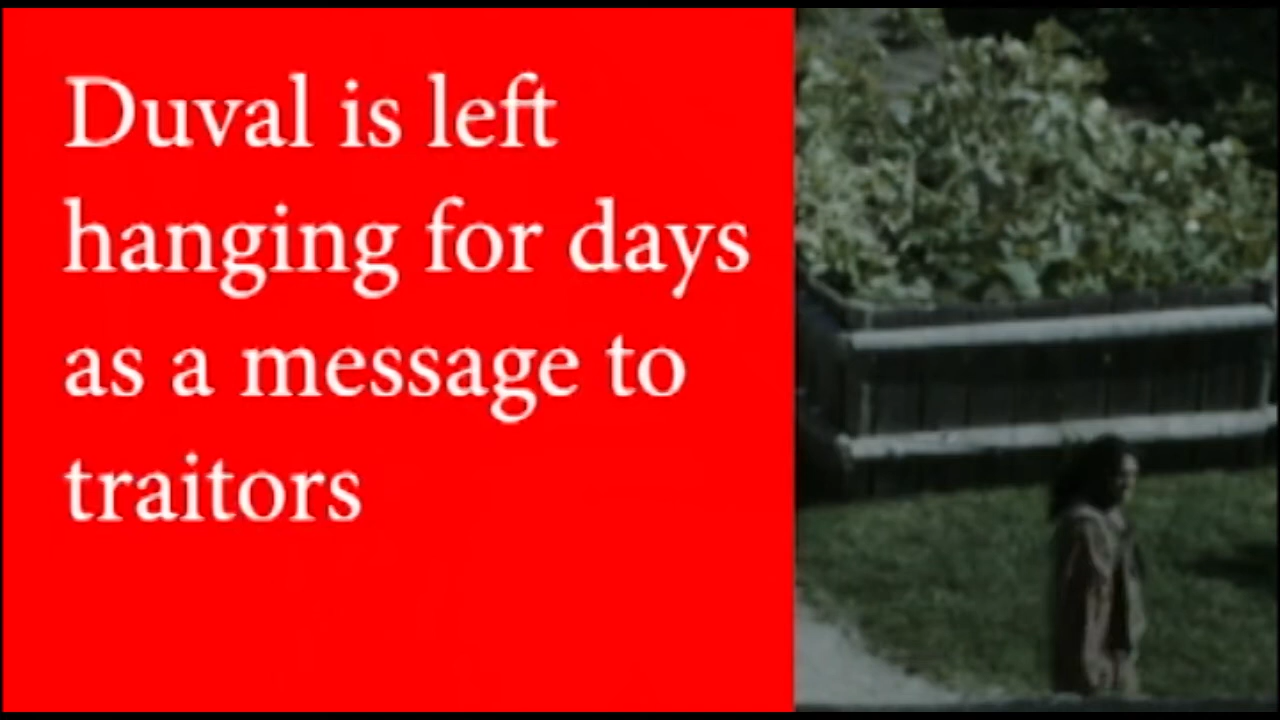 Duval is left
hanging for days
as a message to
traitors